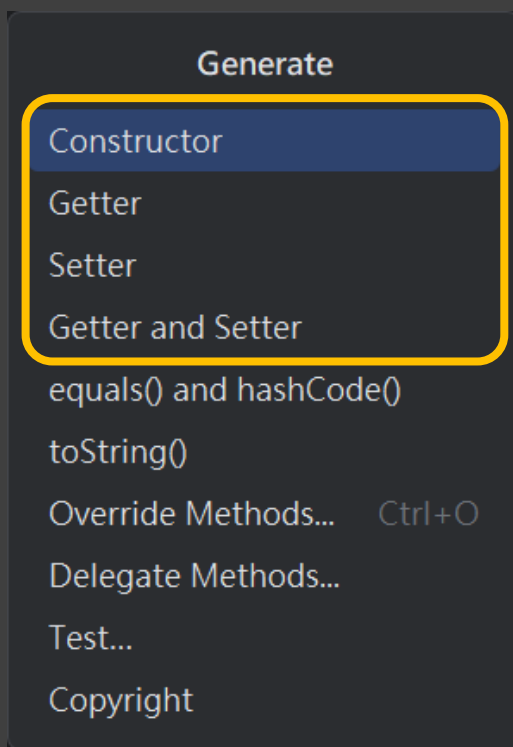 Generate
Constructor
Getter
Setter
Getter and Setter
equals() and hashCode()
toString()
Override Methods... Ctrl+O
Delegate Methods...
Test...
Copyright